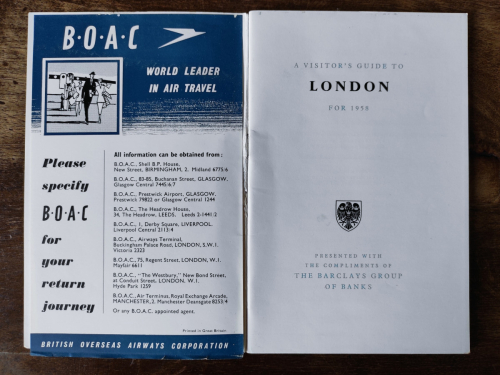 B·O·A·C
WORLD LEADER
IN AIR TRAVEL
Please
specify
B·O·A·C
for
your
return
journey
All information can be obtained from:
B.O.A.C., Shell B.P. House,
New Street, BIRMINGHAM, 2. Midland 6775/6
B.O.A.C., 83-85, Buchanan Street, GLASGOW,
Glasgow Central 7445/6,7
B.O.A.C., Prestwick Airport, GLASGOW,
Prestwick 79822 or Glasgow Central 1244
B.O.A.C., The Headrow House,
34, The Headrow, LEEDS. Leeds 2-1441/2
B.O.A.C., 1, Derby Square, LIVERPOOL.
Liverpool Central 2113/4
B.O.A.C., Airways Terminal,
Buckingham Palace Road, LONDON, S.W.1.
Victoria 2323
B.O.A.C., 75, Regent Street, LONDON, W.1.
Mayfair 6611
B.O.A.C., "The Westbury," New Bond Street,
at Conduit Street, LONDON, W.1.
Hyde Park 1259
B.O.A.C., Air Terminus, Royal Exchange Arcade,
MANCHESTER, 2. Manchester Deansgate 8253/4
Or any B.O.A.C. appointed agent.
Printed in Great Britain
BRITISH OVERSEAS AIRWAYS CORPORATION
A VISITOR'S GUIDE TO
LONDON
FOR 1958
PRESENTED WITH
THE COMPLIMENTS OF
THE BARCLAYS GROUP
OF BANKS